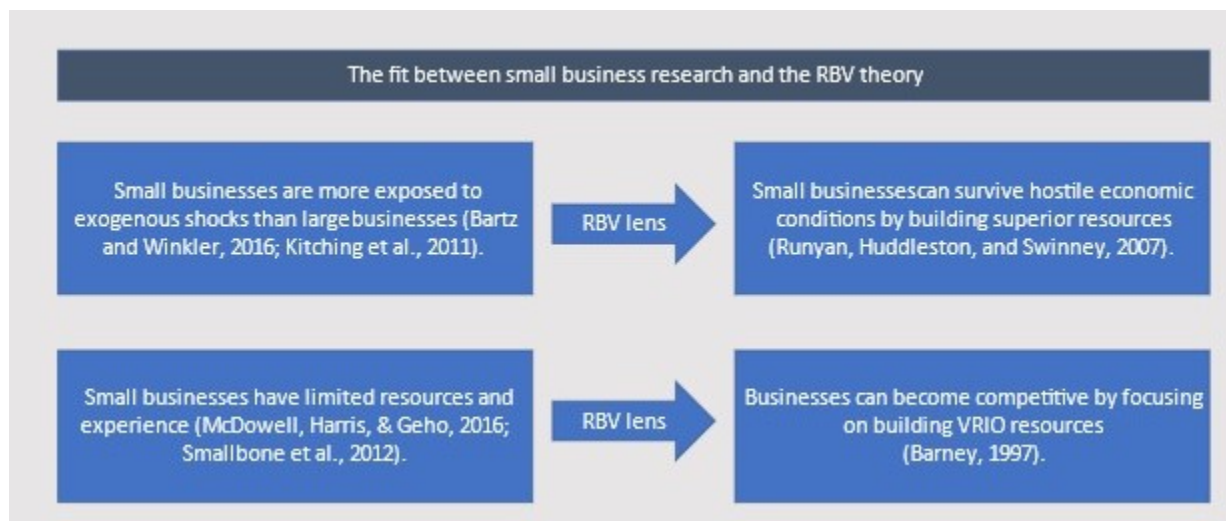 The fit between small business research and the RBV theory
Small businesses are more exposed to
exogenous shocks than largebusinesses (Bartz
and Winkler, 2016; Kitching et al., 2011).
RBV lens
Small businessescan survive hostile economic
conditions by building superior resources
(Runyan, Huddleston, and Swinney, 2007).
Small businesses have limited resources and
experience (McDowell, Harris, & Geho, 2016;
Smallbone et al., 2012).
RBV lens
Businesses can become competitive by focusing
on building VRIO resources
(Barney, 1997).